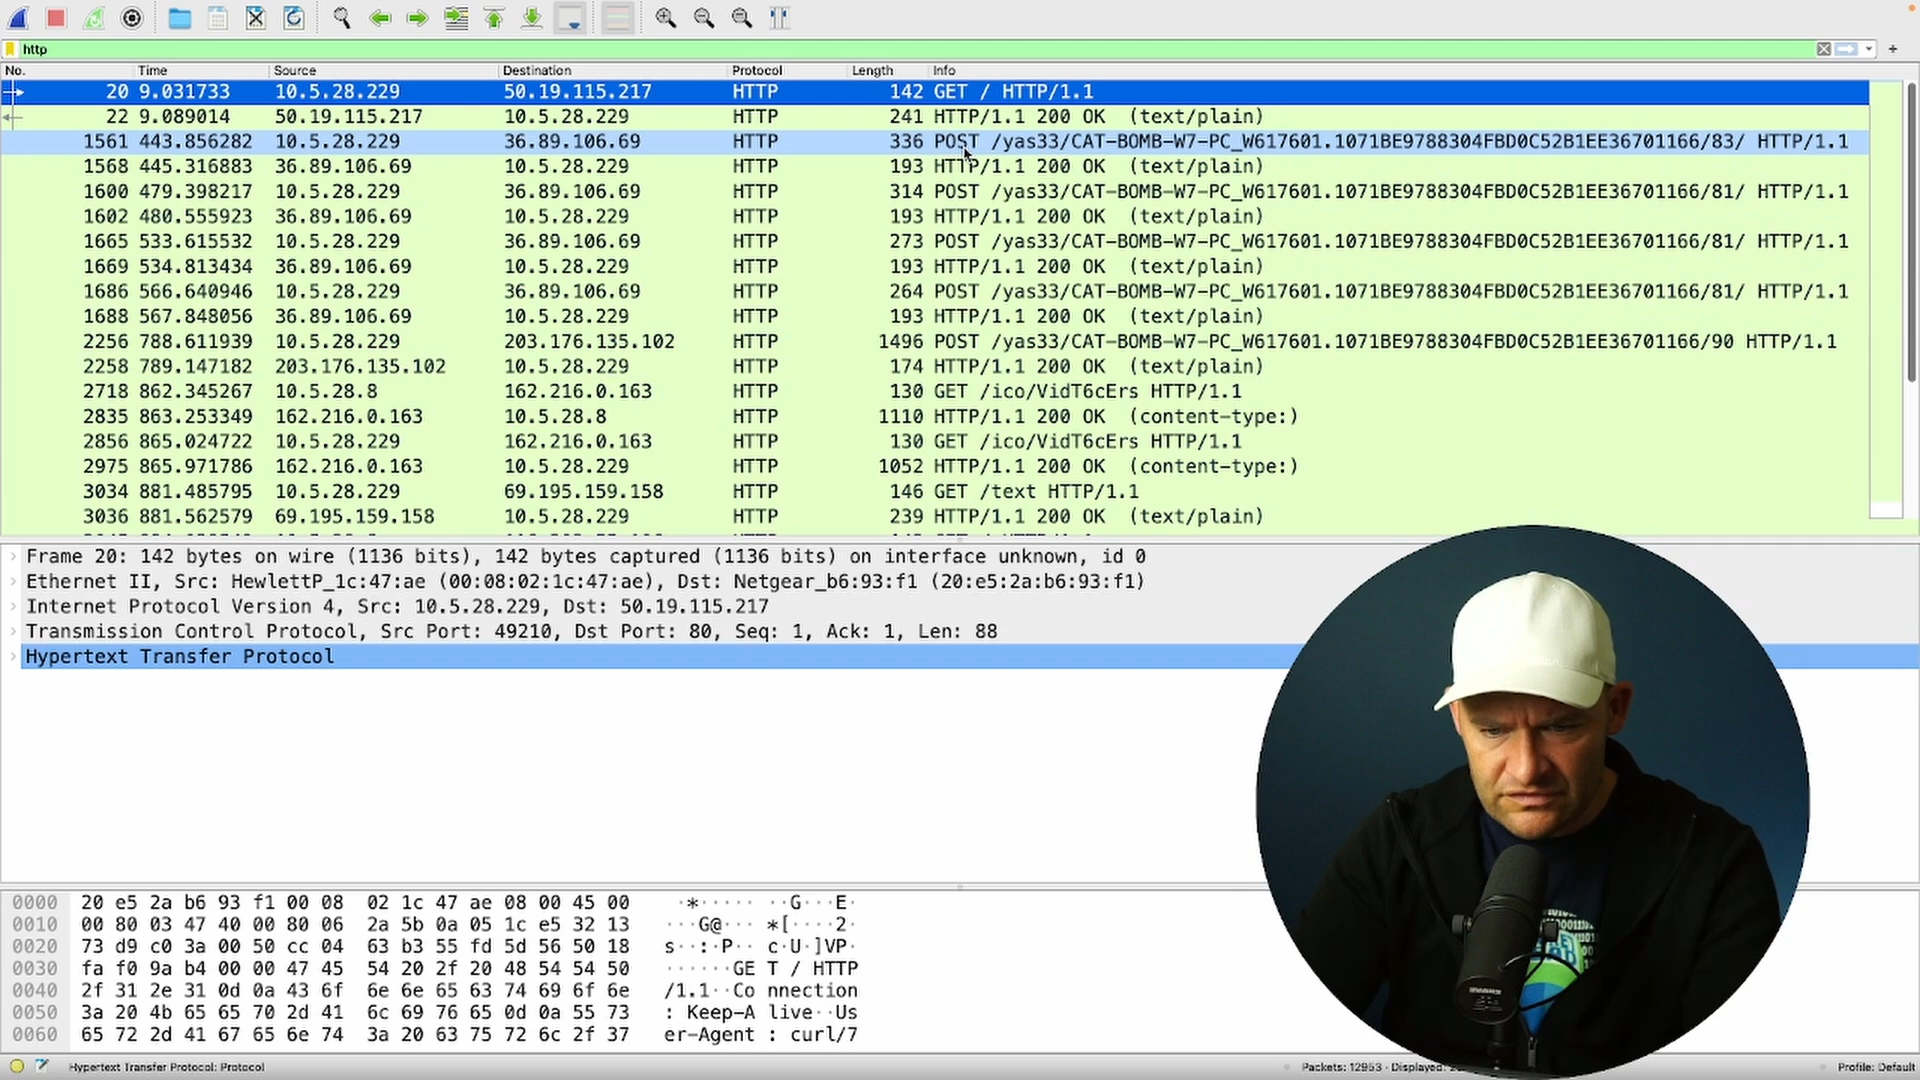 http
No. Time Source Destination Protocol Length Info
20 9.031733 10.5.28.229 50.19.115.217 HTTP 142 GET / HTTP/1.1
22 9.089014 50.19.115.217 10.5.28.229 HTTP 241 HTTP/1.1 200 OK (text/plain)
1561 443.856282 10.5.28.229 36.89.106.69 HTTP 336 POST /yas33/CAT-BOMB-W7-PC_W617601.1071BE9788304FBD0C52B1EE36701166/83/ HTTP/1.1
1568 445.316883 36.89.106.69 10.5.28.229 HTTP 193 HTTP/1.1 200 OK (text/plain)
1600 479.398217 10.5.28.229 36.89.106.69 HTTP 314 POST /yas33/CAT-BOMB-W7-PC_W617601.1071BE9788304FBD0C52B1EE36701166/81/ HTTP/1.1
1602 480.555923 36.89.106.69 10.5.28.229 HTTP 193 HTTP/1.1 200 OK (text/plain)
1665 533.615532 10.5.28.229 36.89.106.69 HTTP 273 POST /yas33/CAT-BOMB-W7-PC_W617601.1071BE9788304FBD0C52B1EE36701166/81/ HTTP/1.1
1669 534.813434 36.89.106.69 10.5.28.229 HTTP 193 HTTP/1.1 200 OK (text/plain)
1686 566.640946 10.5.28.229 36.89.106.69 HTTP 264 POST /yas33/CAT-BOMB-W7-PC_W617601.1071BE9788304FBD0C52B1EE36701166/81/ HTTP/1.1
1688 567.848056 36.89.106.69 10.5.28.229 HTTP 193 HTTP/1.1 200 OK (text/plain)
2256 788.611939 10.5.28.229 203.176.135.102 HTTP 1496 POST /yas33/CAT-BOMB-W7-PC_W617601.1071BE9788304FBD0C52B1EE36701166/90 HTTP/1.1
2258 789.147182 203.176.135.102 10.5.28.229 HTTP 174 HTTP/1.1 200 OK (text/plain)
2718 862.345267 10.5.28.8 162.216.0.163 HTTP 130 GET /ico/VidT6cErs HTTP/1.1
2835 863.253349 162.216.0.163 10.5.28.8 HTTP 1110 HTTP/1.1 200 OK (content-type:)
2856 865.024722 10.5.28.229 162.216.0.163 HTTP 130 GET /ico/VidT6cErs HTTP/1.1
2975 865.971786 162.216.0.163 10.5.28.229 HTTP 1052 HTTP/1.1 200 OK (content-type:)
3034 881.485795 10.5.28.229 69.195.159.158 HTTP 146 GET /text HTTP/1.1
3036 881.562579 69.195.159.158 10.5.28.229 HTTP 239 HTTP/1.1 200 OK (text/plain)
Frame 20: 142 bytes on wire (1136 bits), 142 bytes captured (1136 bits) on interface unknown, id 0
Ethernet II, Src: HewlettP_1c:47:ae (00:08:02:1c:47:ae), Dst: Netgear_b6:93:f1 (20:e5:2a:b6:93:f1)
Internet Protocol Version 4, Src: 10.5.28.229, Dst: 50.19.115.217
Transmission Control Protocol, Src Port: 49210, Dst Port: 80, Seq: 1, Ack: 1, Len: 88
Hypertext Transfer Protocol
0000 20 e5 2a b6 93 f1 00 08 02 1c 47 ae 08 00 45 00 ·*····· ··G···E·
0010 00 80 03 47 40 00 80 06 2a 5b 0a 05 1c e5 32 13 ···G@··· *[····2·
0020 73 d9 c0 3a 00 50 cc 04 63 b3 55 fd 5d 56 50 18 s··:·P·· c·U·]VP·
0030 fa f0 9a b4 00 00 47 45 54 20 2f 20 48 54 54 50 ······GE T / HTTP
0040 2f 31 2e 31 0d 0a 43 6f 6e 6e 65 63 74 69 6f 6e /1.1··Co nnection
0050 3a 20 4b 65 65 70 2d 41 6c 69 76 65 0d 0a 55 73 : Keep-A live··Us
0060 65 72 2d 41 67 65 6e 74 3a 20 63 75 72 6c 2f 37 er-Agent : curl/7
Hypertext Transfer Protocol: Protocol
Packets: 12953 · Displayed:
Profile: Default